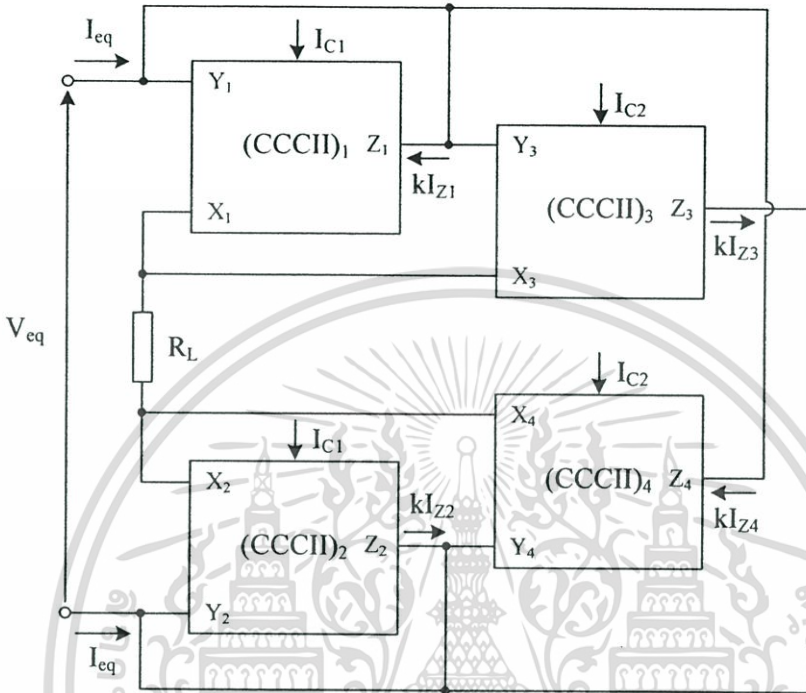 I_eq
I_C1
Y_1
(CCCII)_1
Z_1
X_1
kI_Z1
I_C2
Y_3
(CCCII)_3
Z_3
X_3
kI_Z3
V_eq
R_L
I_C2
X_4
(CCCII)_4
Z_4
Y_4
kI_Z4
I_C1
X_2
(CCCII)_2
Z_2
Y_2
kI_Z2
I_eq